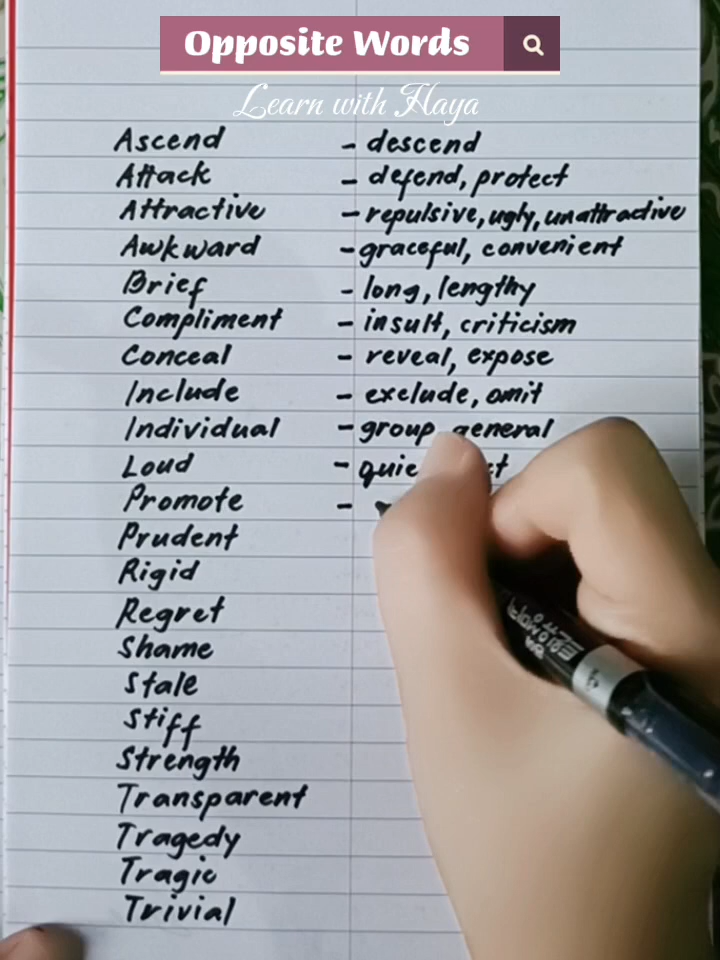 Opposite Words
Learn with Haya
Ascend - descend
Attack - defend, protect
Attractive - repulsive, ugly, unattractive
Awkward - graceful, convenient
Brief - long, lengthy
Compliment - insult, criticism
Conceal - reveal, expose
Include - exclude, omit
Individual - group, general
Loud -
Promote -
Prudent
Rigid
Regret
Shame
Stale
Stiff
Strength
Transparent
Tragedy
Tragic
Trivial